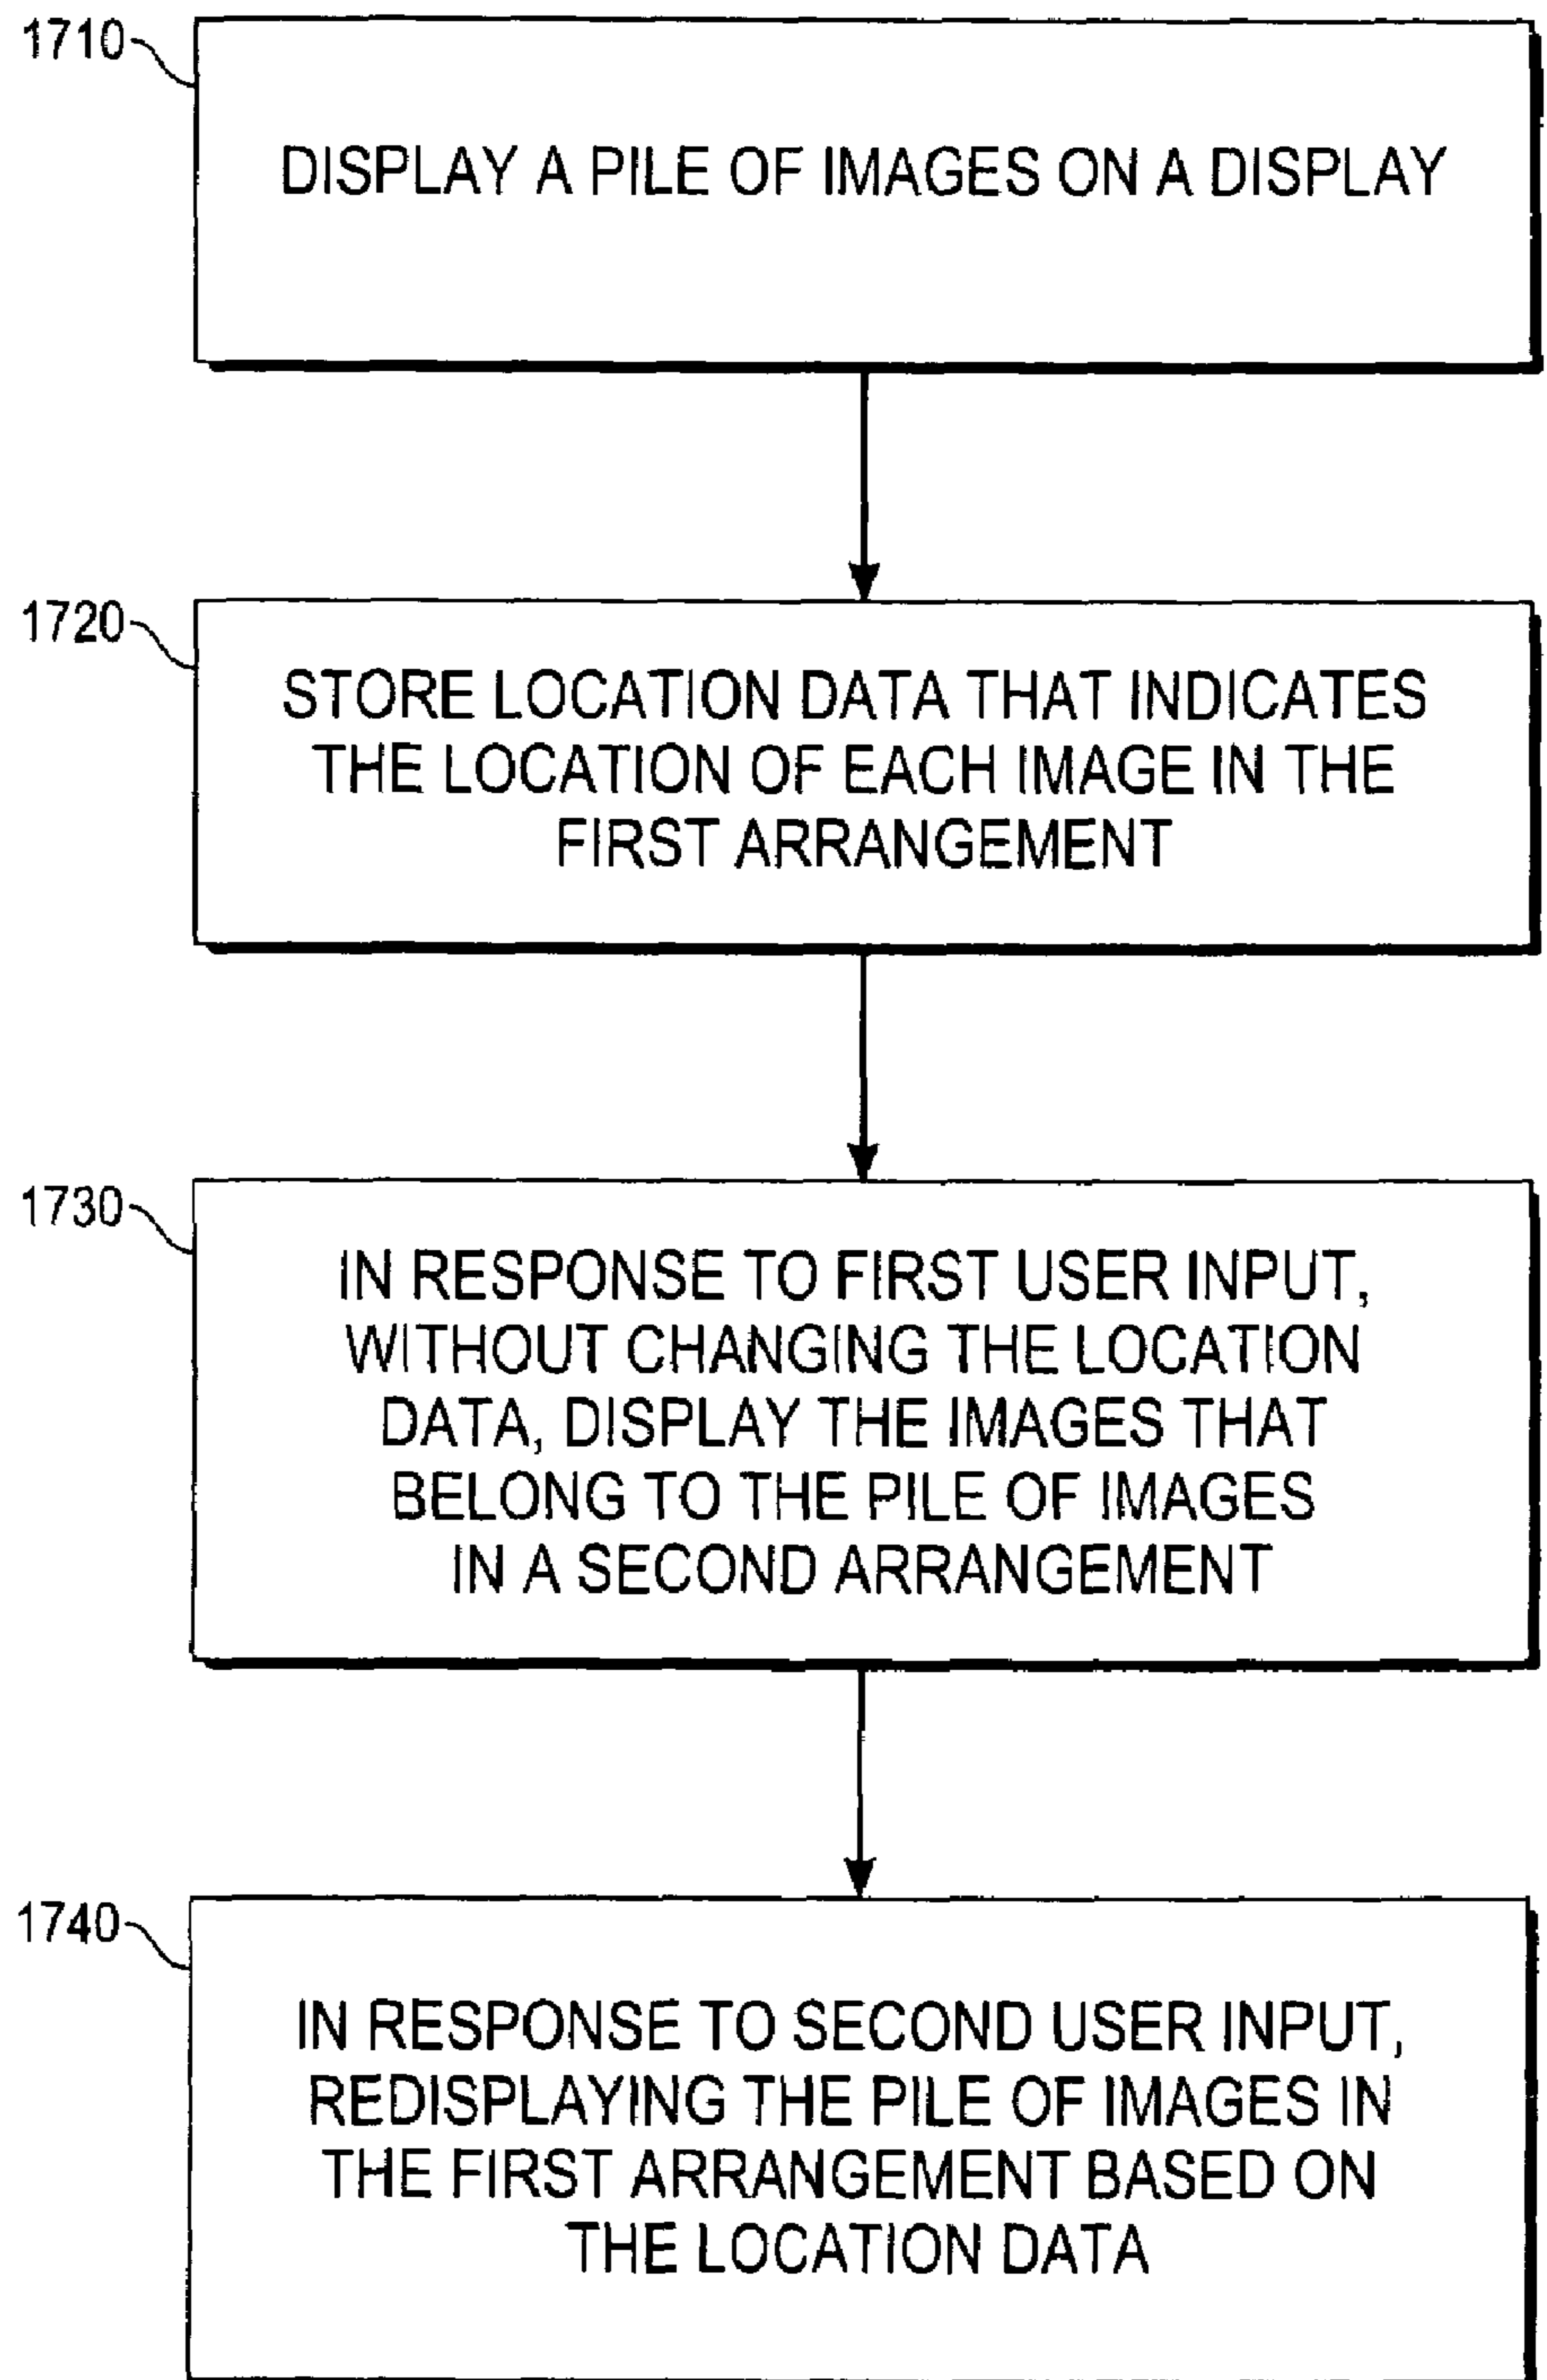 1710
DISPLAY A PILE OF IMAGES ON A DISPLAY
1720
STORE LOCATION DATA THAT INDICATES
THE LOCATION OF EACH IMAGE IN THE
FIRST ARRANGEMENT
1730
IN RESPONSE TO FIRST USER INPUT,
WITHOUT CHANGING THE LOCATION
DATA, DISPLAY THE IMAGES THAT
BELONG TO THE PILE OF IMAGES
IN A SECOND ARRANGEMENT
1740
IN RESPONSE TO SECOND USER INPUT,
REDISPLAYING THE PILE OF IMAGES IN
THE FIRST ARRANGEMENT BASED ON
THE LOCATION DATA